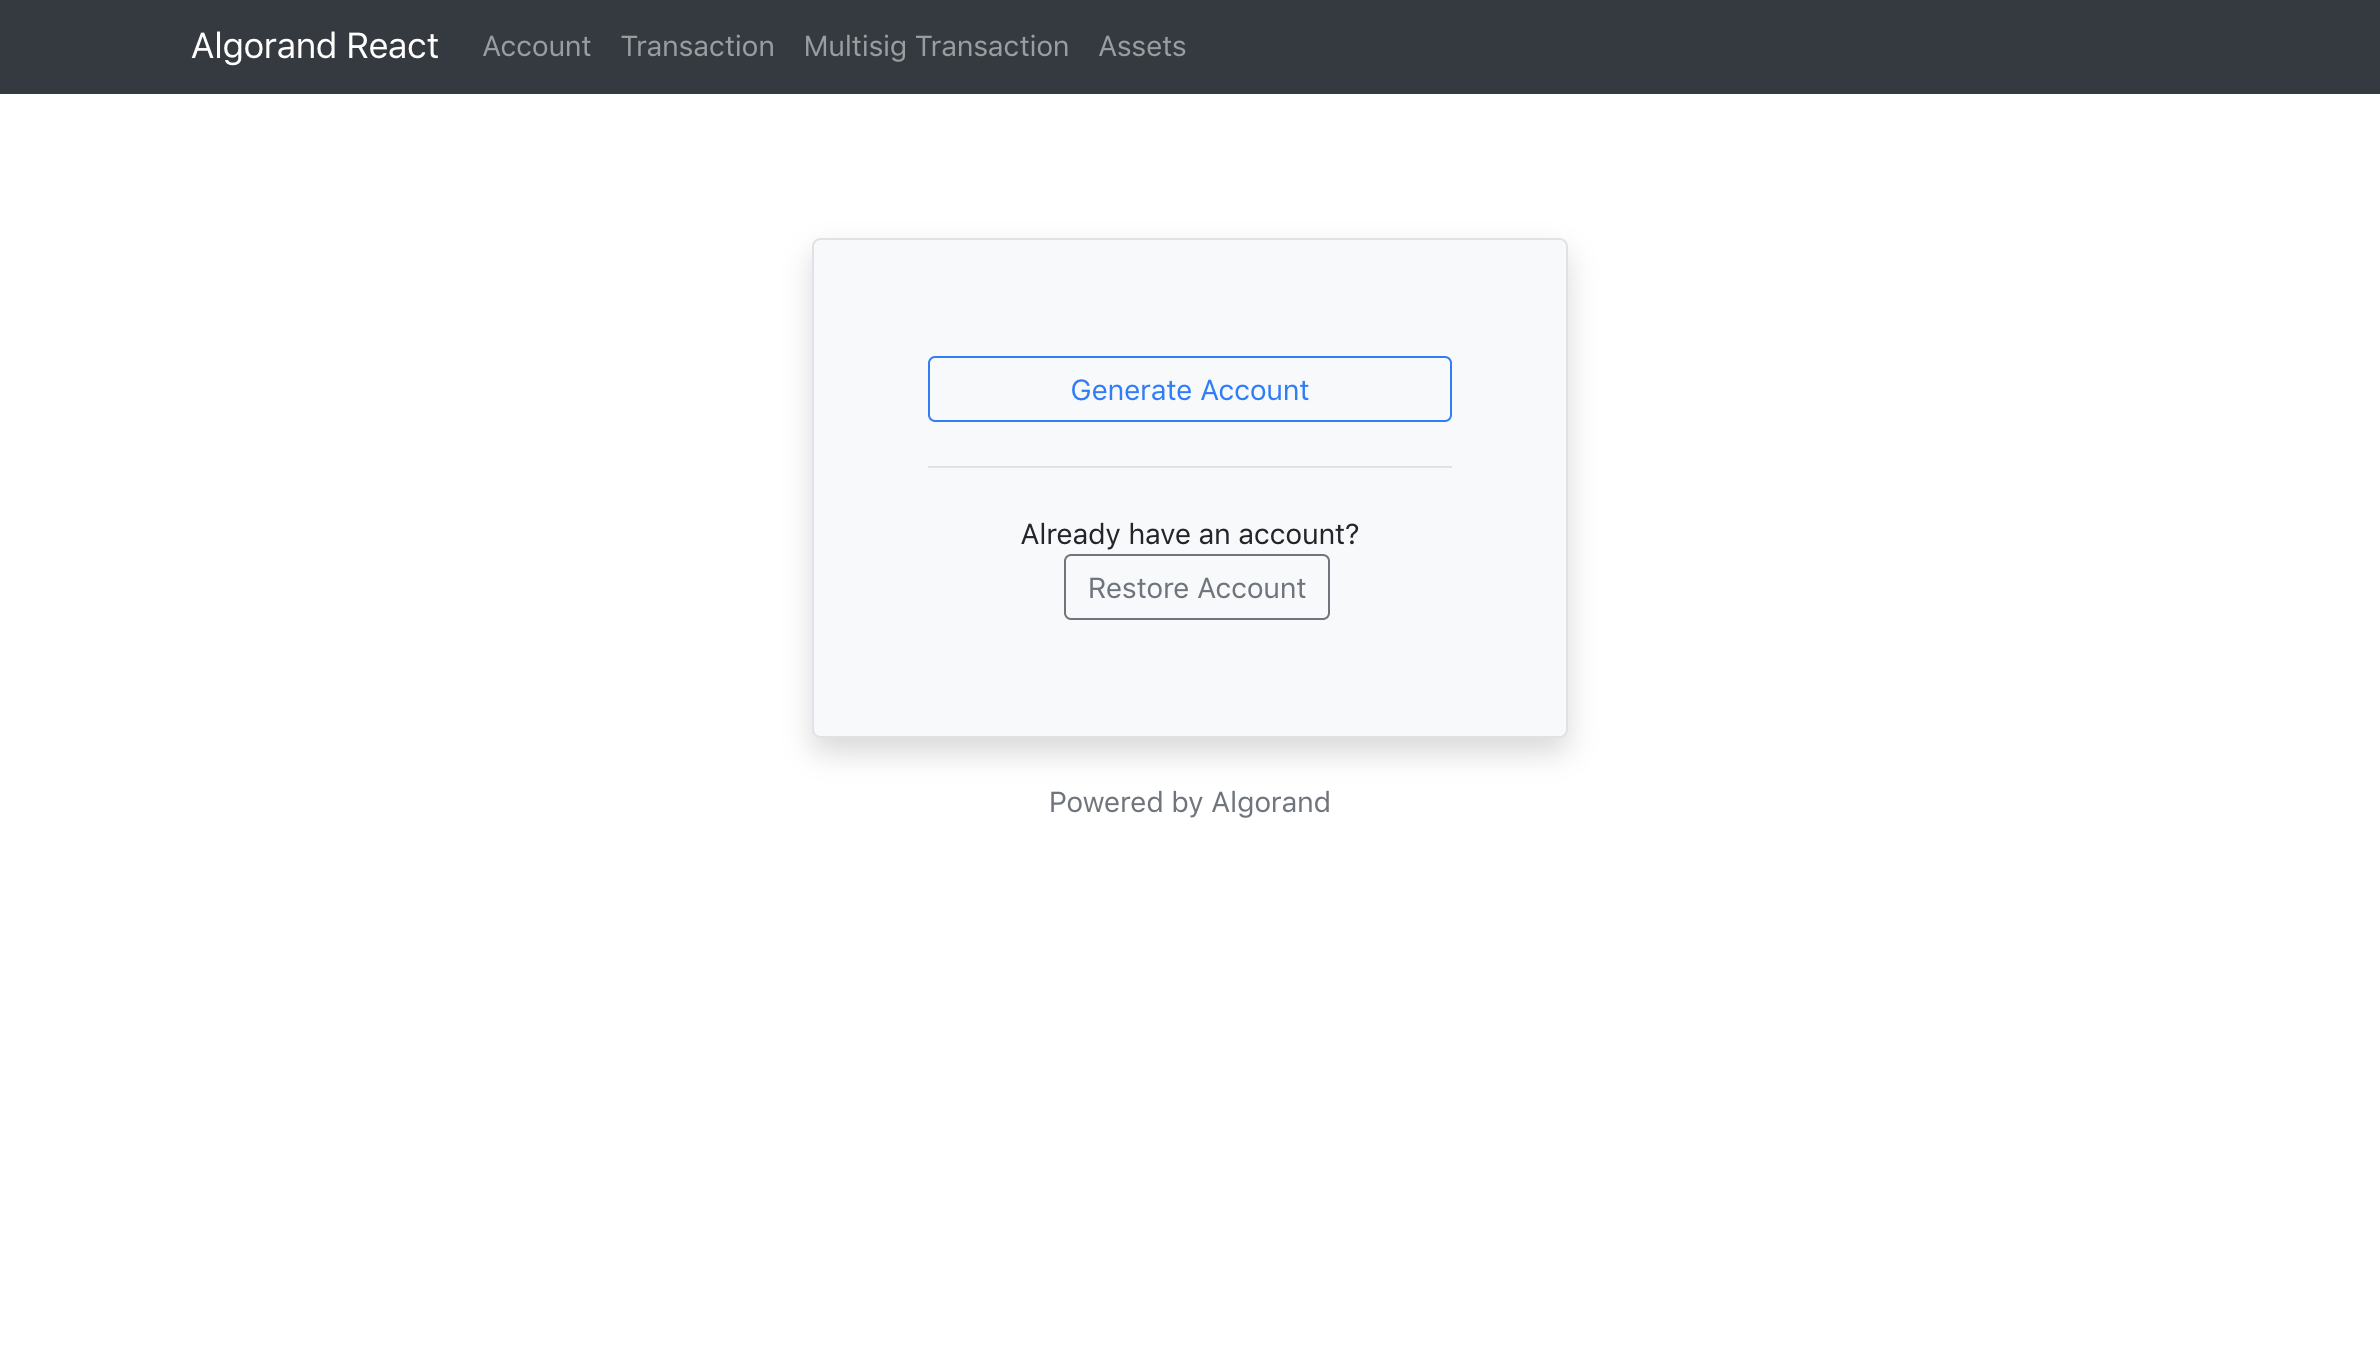 Algorand React Account Transaction Multisig Transaction Assets
Generate Account
Already have an account?
Restore Account
Powered by Algorand